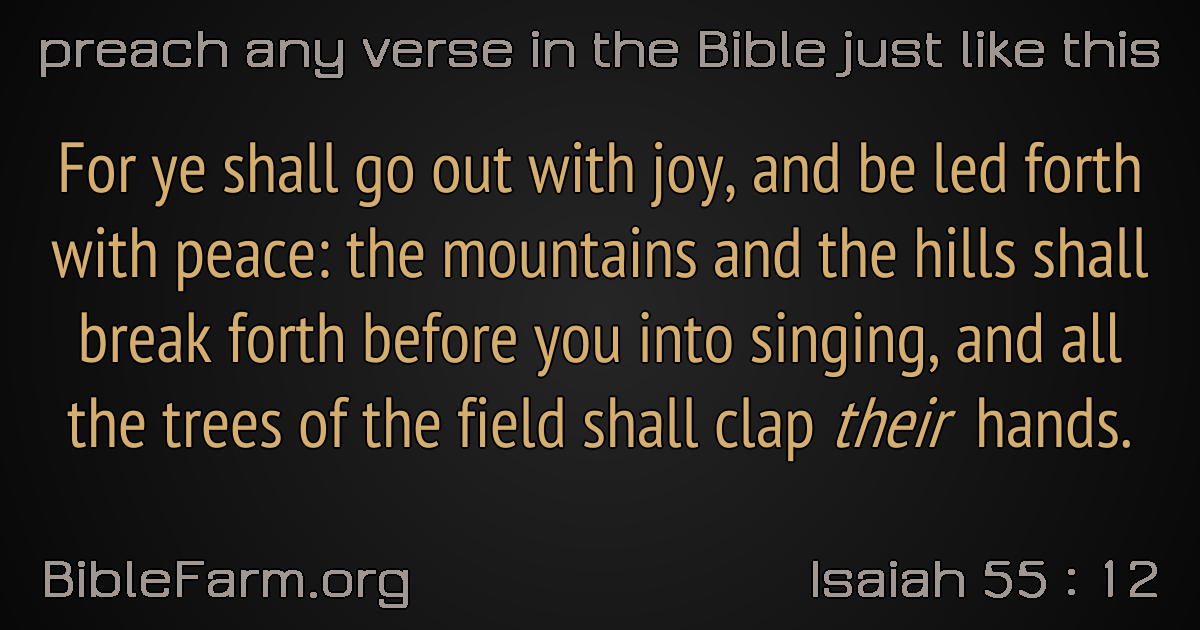 preach any verse in the Bible just like this
For ye shall go out with joy, and be led forth
with peace: the mountains and the hills shall
break forth before you into singing, and all
the trees of the field shall clap their hands.
BibleFarm.org
Isaiah 55 : 12